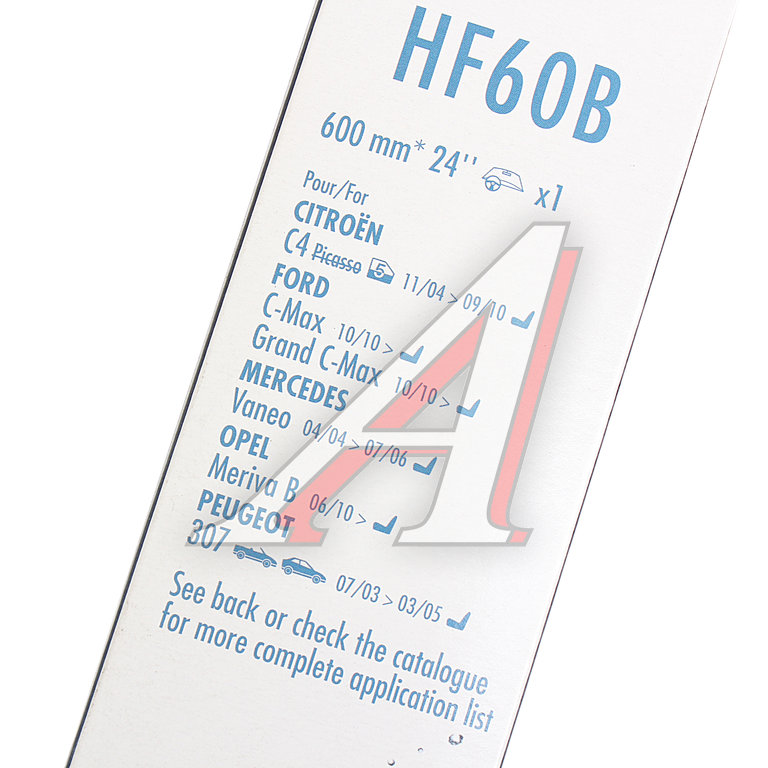 HF60B
600 mm* 24'' x1
Pour/For
CITROËN
C4 Picasso 5 11/04 > 09/10
FORD
C-Max 10/10 >
Grand C-Max 10/10 >
MERCEDES
Vaneo 04/04 > 07/06
OPEL
Meriva B 06/10 >
PEUGEOT
307 07/03 > 03/05
See back or check the catalogue
for more complete application list
A